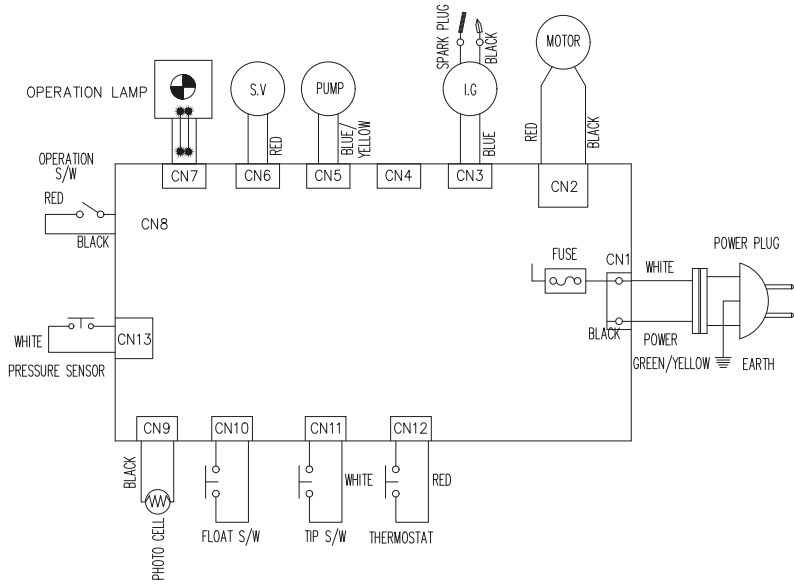 SPARK PLUG
BLACK
MOTOR
OPERATION LAMP
S.V
PUMP
I.G
RED
BLUE/
YELLOW
BLUE
RED
BLACK
OPERATION
S/W
CN7
CN6
CN5
CN4
CN3
CN2
RED
BLACK
CN8
FUSE
CN1
WHITE
POWER PLUG
BLACK
POWER
GREEN/YELLOW
EARTH
WHITE
CN13
PRESSURE SENSOR
CN9
CN10
CN11
CN12
BLACK
WHITE
RED
PHOTO CELL
FLOAT S/W
TIP S/W
THERMOSTAT